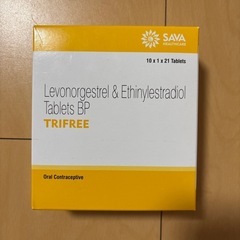 SAVA
HEALTHCARE
10 x 1 x 21 Tablets
Levonorgestrel & Ethinylestradiol
Tablets BP
TRIFREE
Oral Contraceptive